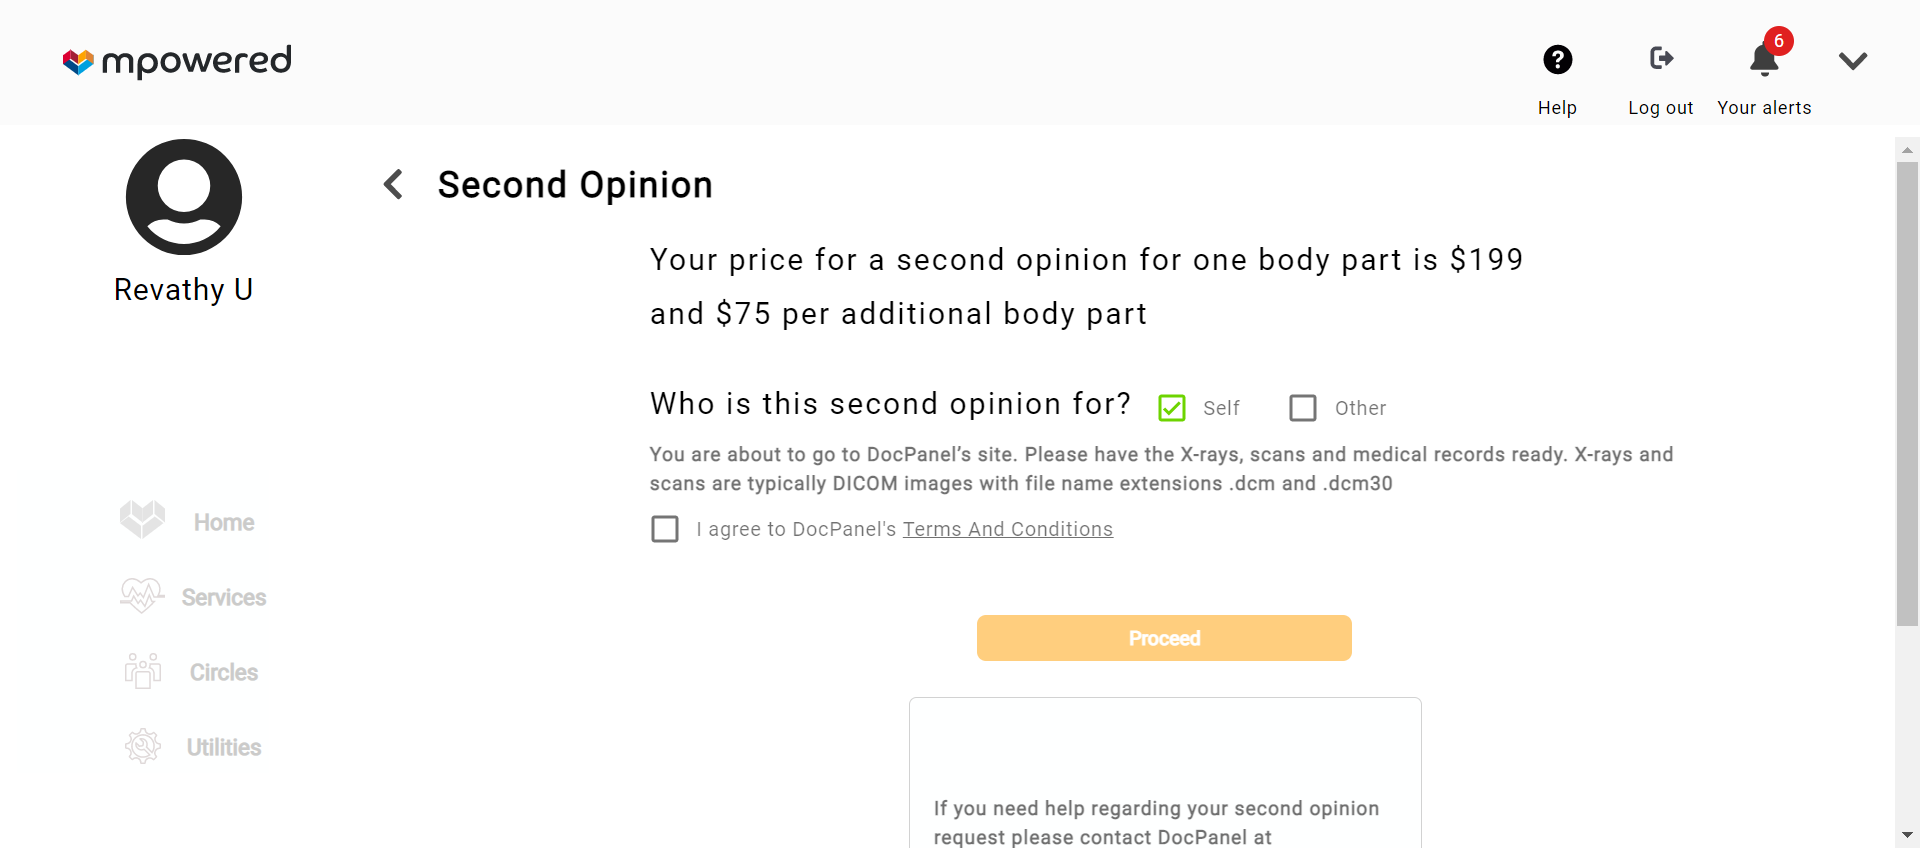 mpowered
?
6
Help
Log out
Your alerts
Revathy U
Second Opinion
Your price for a second opinion for one body part is $199
and $75 per additional body part
Who is this second opinion for?
Self
Other
You are about to go to DocPanel’s site. Please have the X-rays, scans and medical records ready. X-rays and
scans are typically DICOM images with file name extensions .dcm and .dcm30
I agree to DocPanel's Terms And Conditions
Home
Services
Circles
Utilities
Proceed
If you need help regarding your second opinion
request please contact DocPanel at